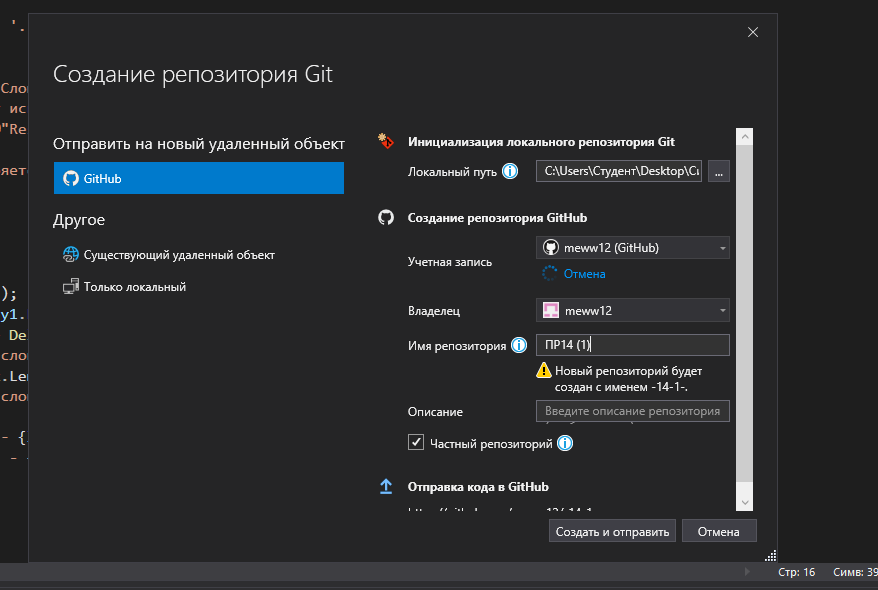 Создание репозитория Git
Отправить на новый удаленный объект
GitHub
Другое
Существующий удаленный объект
Только локальный
Инициализация локального репозитория Git
Локальный путь
C:\Users\Студент\Desktop\
...
Создание репозитория GitHub
Учетная запись
meww12 (GitHub)
Отмена
Владелец
meww12
Имя репозитория
ПР14 (1)
Новый репозиторий будет
создан с именем -14-1-.
Описание
Введите описание репозитория
Частный репозиторий
Отправка кода в GitHub
Создать и отправить
Отмена
Стр: 16
Симв: 39